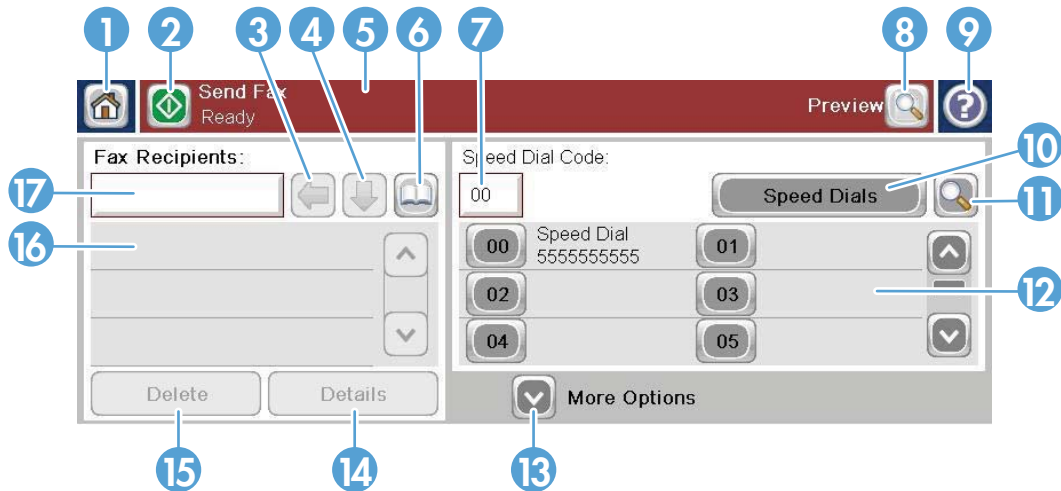 1 2 3 4 5 6 7 8 9
Send Fax
Ready
Preview
Fax Recipients:
Speed Dial Code:
10
17
00
Speed Dials
11
16
00 Speed Dial 01
5555555555
12
02 03
04 05
Delete Details
More Options
15 14 13